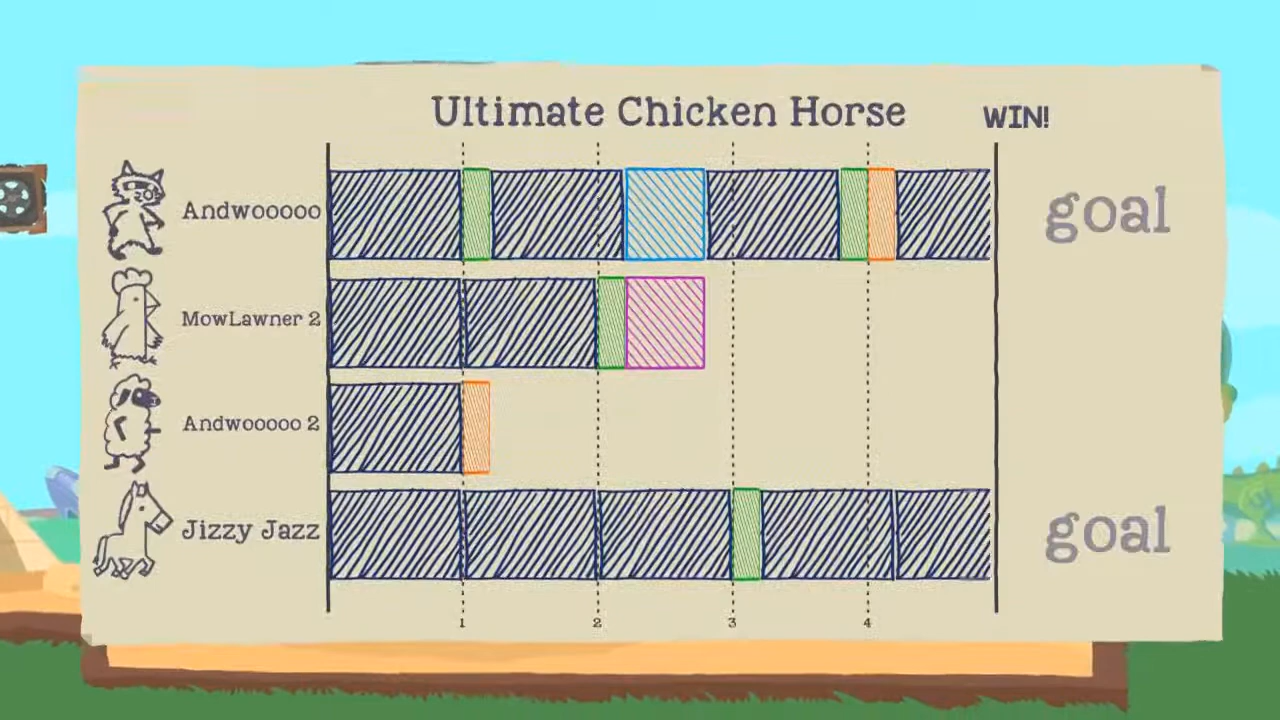 Ultimate Chicken Horse
WIN!
Andwooooo
goal
MowLawner 2
Andwooooo 2
Jizzy Jazz
goal
1 2 3 4